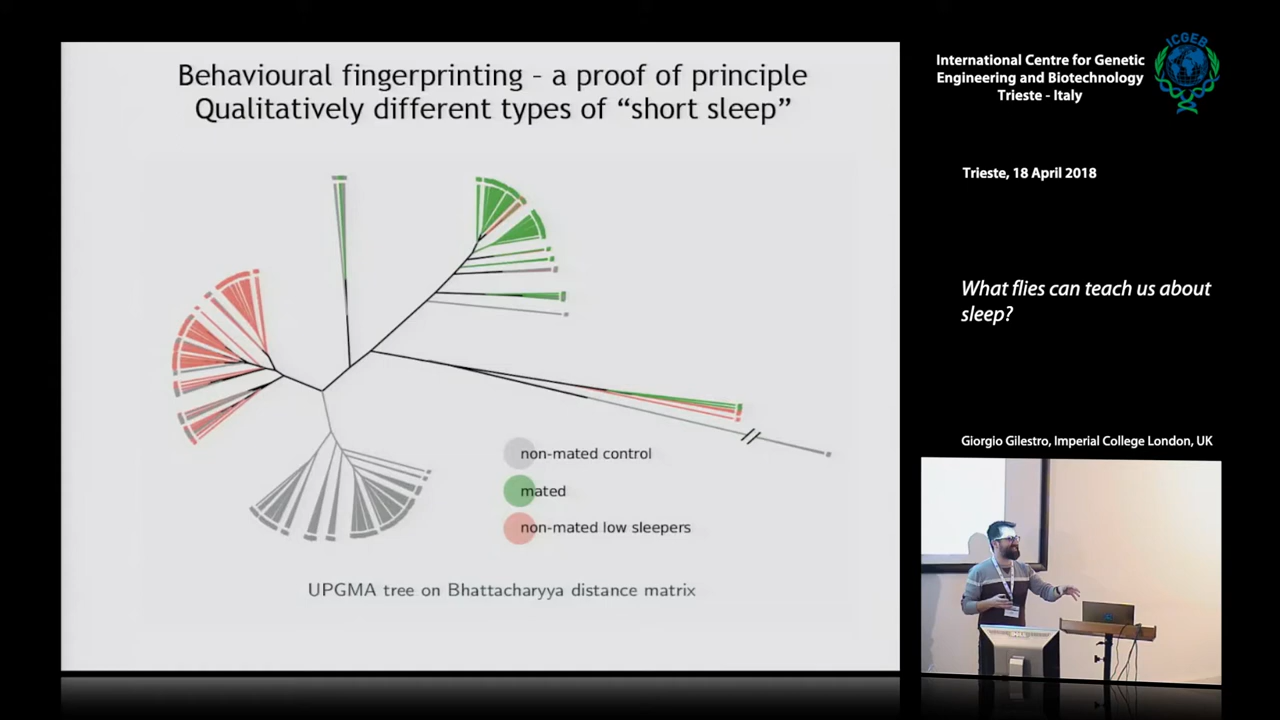 Behavioural fingerprinting - a proof of principle
Qualitatively different types of “short sleep”
non-mated control
mated
non-mated low sleepers
UPGMA tree on Bhattacharyya distance matrix
International Centre for Genetic
Engineering and Biotechnology
Trieste - Italy
ICGEB
Trieste, 18 April 2018
What flies can teach us about
sleep?
Giorgio Gilestro, Imperial College London, UK
DELL